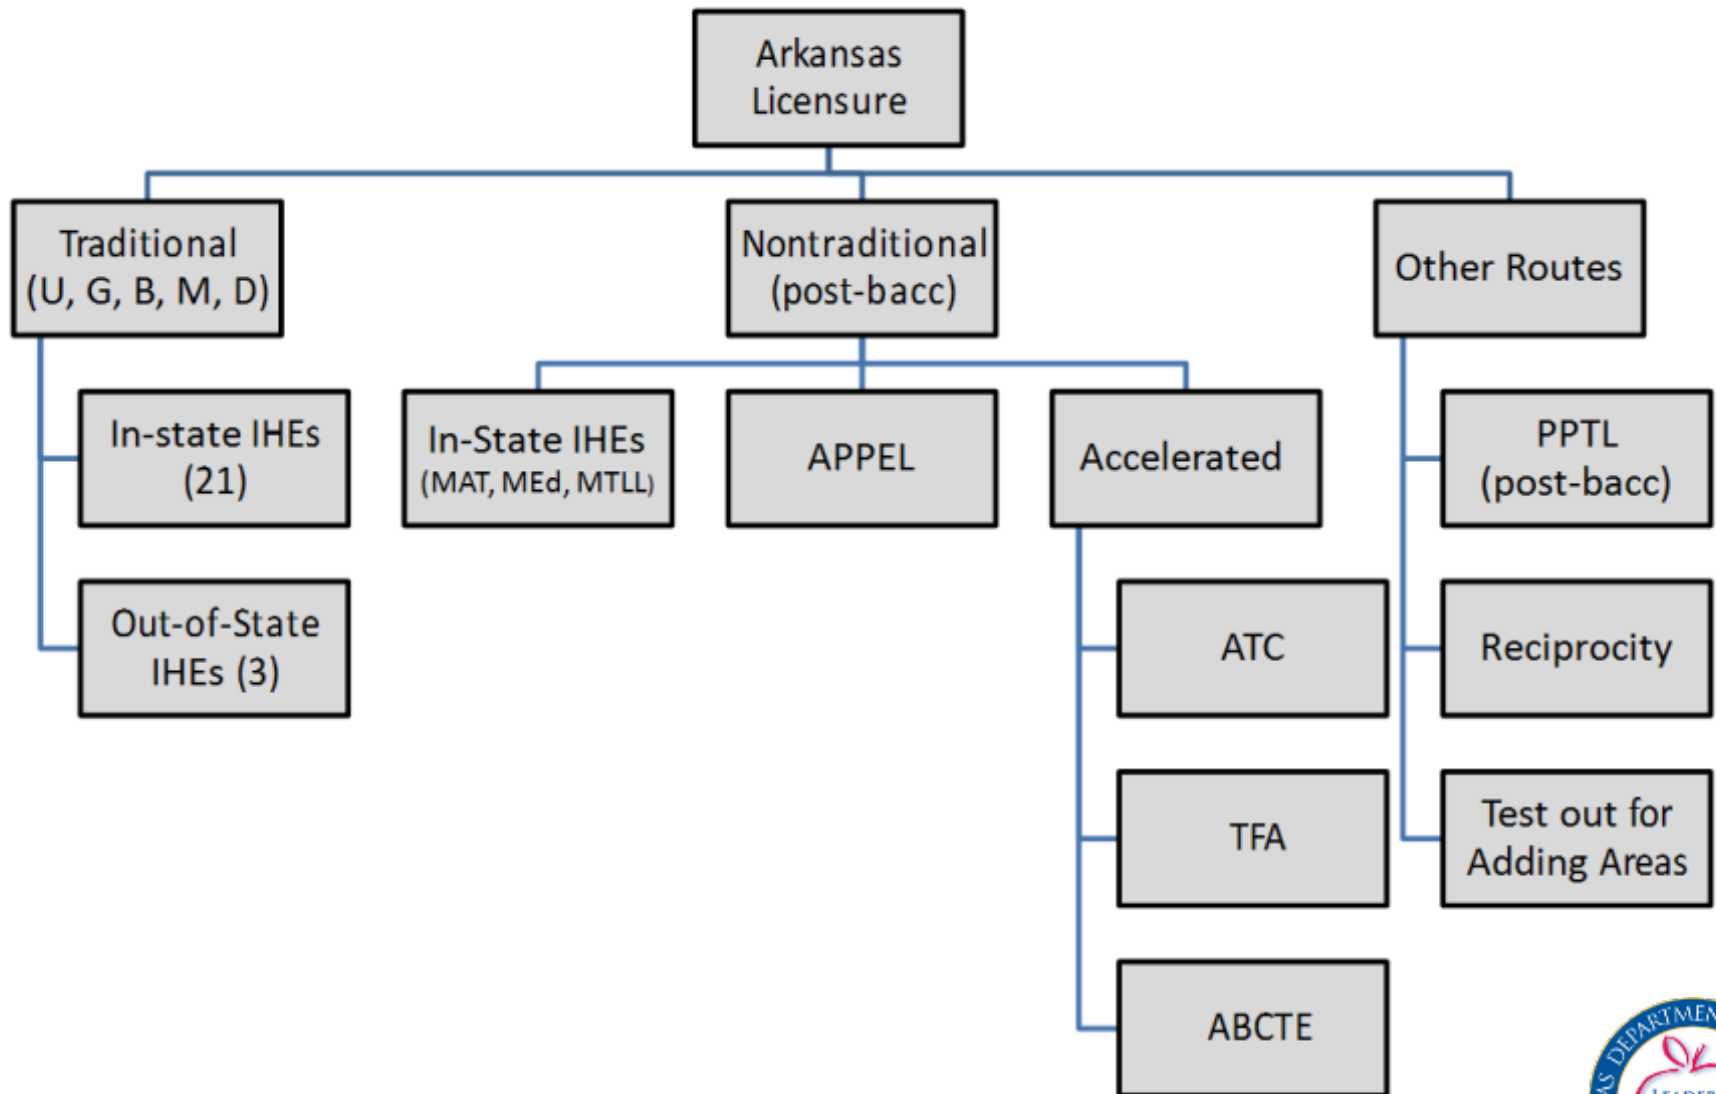 Arkansas
Licensure
Traditional
(U, G, B, M, D)
Nontraditional
(post-bacc)
Other Routes
In-state IHEs
(21)
In-State IHEs
(MAT, MEd, MTLL)
APPEL
Accelerated
PPTL
(post-bacc)
Out-of-State
IHEs (3)
ATC
Reciprocity
TFA
Test out for
Adding Areas
ABCTE